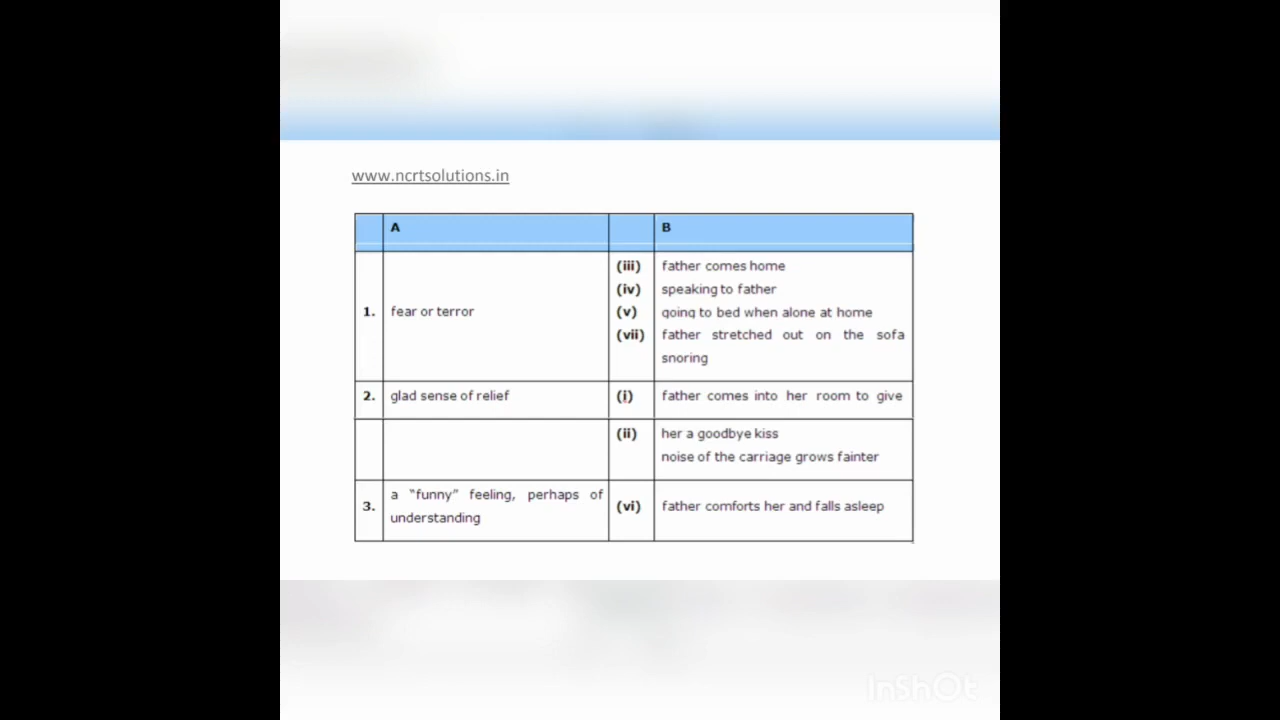 www.ncrtsolutions.in
A B
(iii) father comes home
(iv) speaking to father
1. fear or terror (v) going to bed when alone at home
(vii) father stretched out on the sofa
snoring
2. glad sense of relief (i) father comes into her room to give
(ii) her a goodbye kiss
noise of the carriage grows fainter
a “funny” feeling, perhaps of
3. (vi) father comforts her and falls asleep
understanding
InShOt